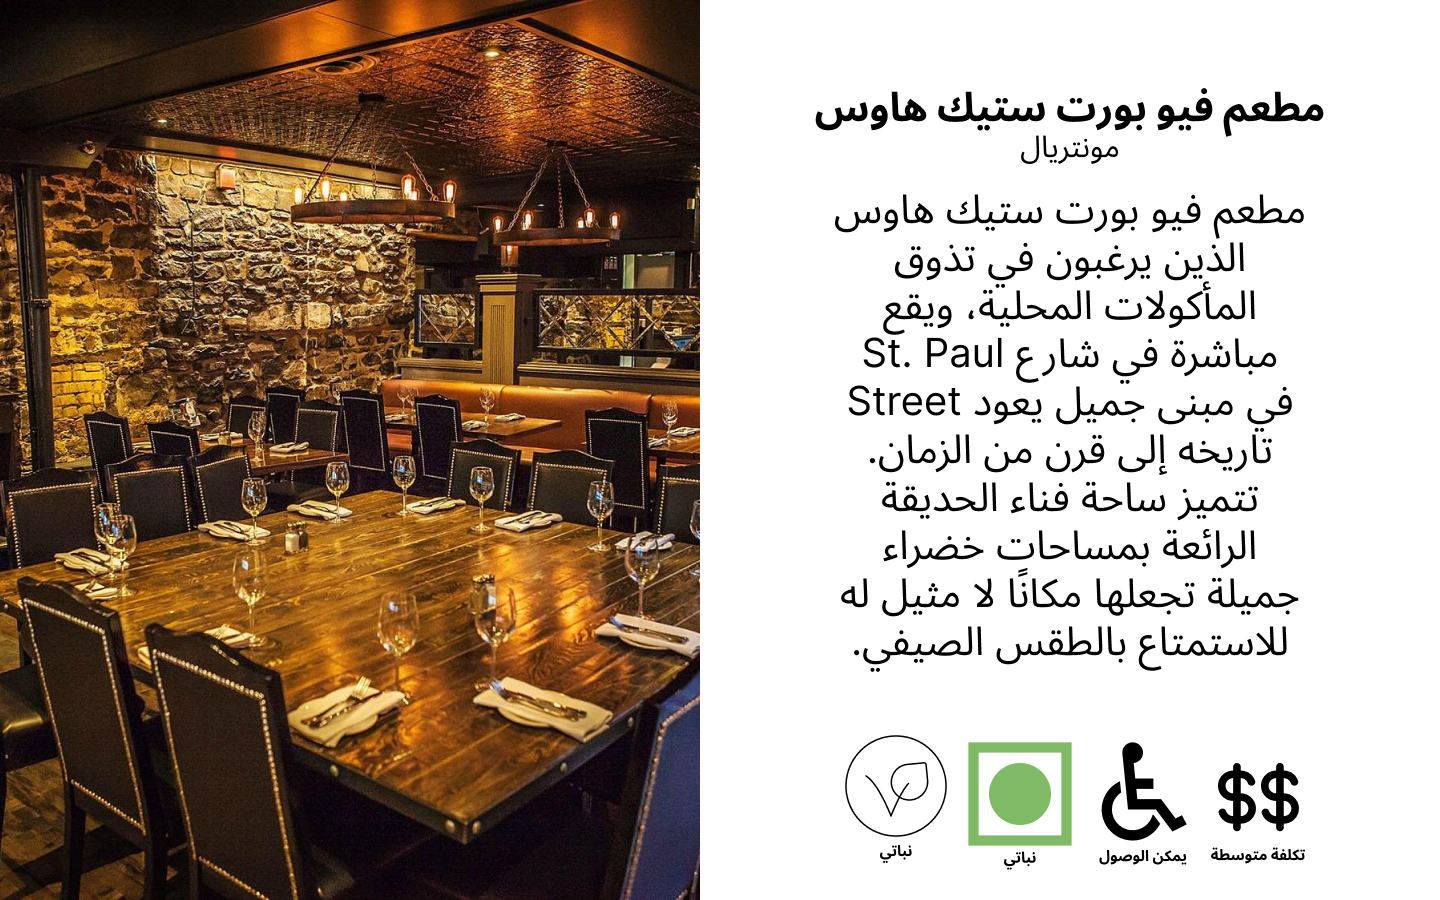 مطعم فيو بورت ستيك هاوس
مونتريال
مطعم فيو بورت ستيك هاوس
الذين يرغبون في تذوق
المأكولات المحلية، ويقع
مباشرة في شارع St. Paul
Street في مبنى جميل يعود
تاريخه إلى قرن من الزمان.
تتميز ساحة فناء الحديقة
الرائعة بمساحات خضراء
جميلة تجعلها مكانًا لا مثيل له
للاستمتاع بالطقس الصيفي.
تكلفة متوسطة
$$
يمكن الوصول
نباتي
نباتي